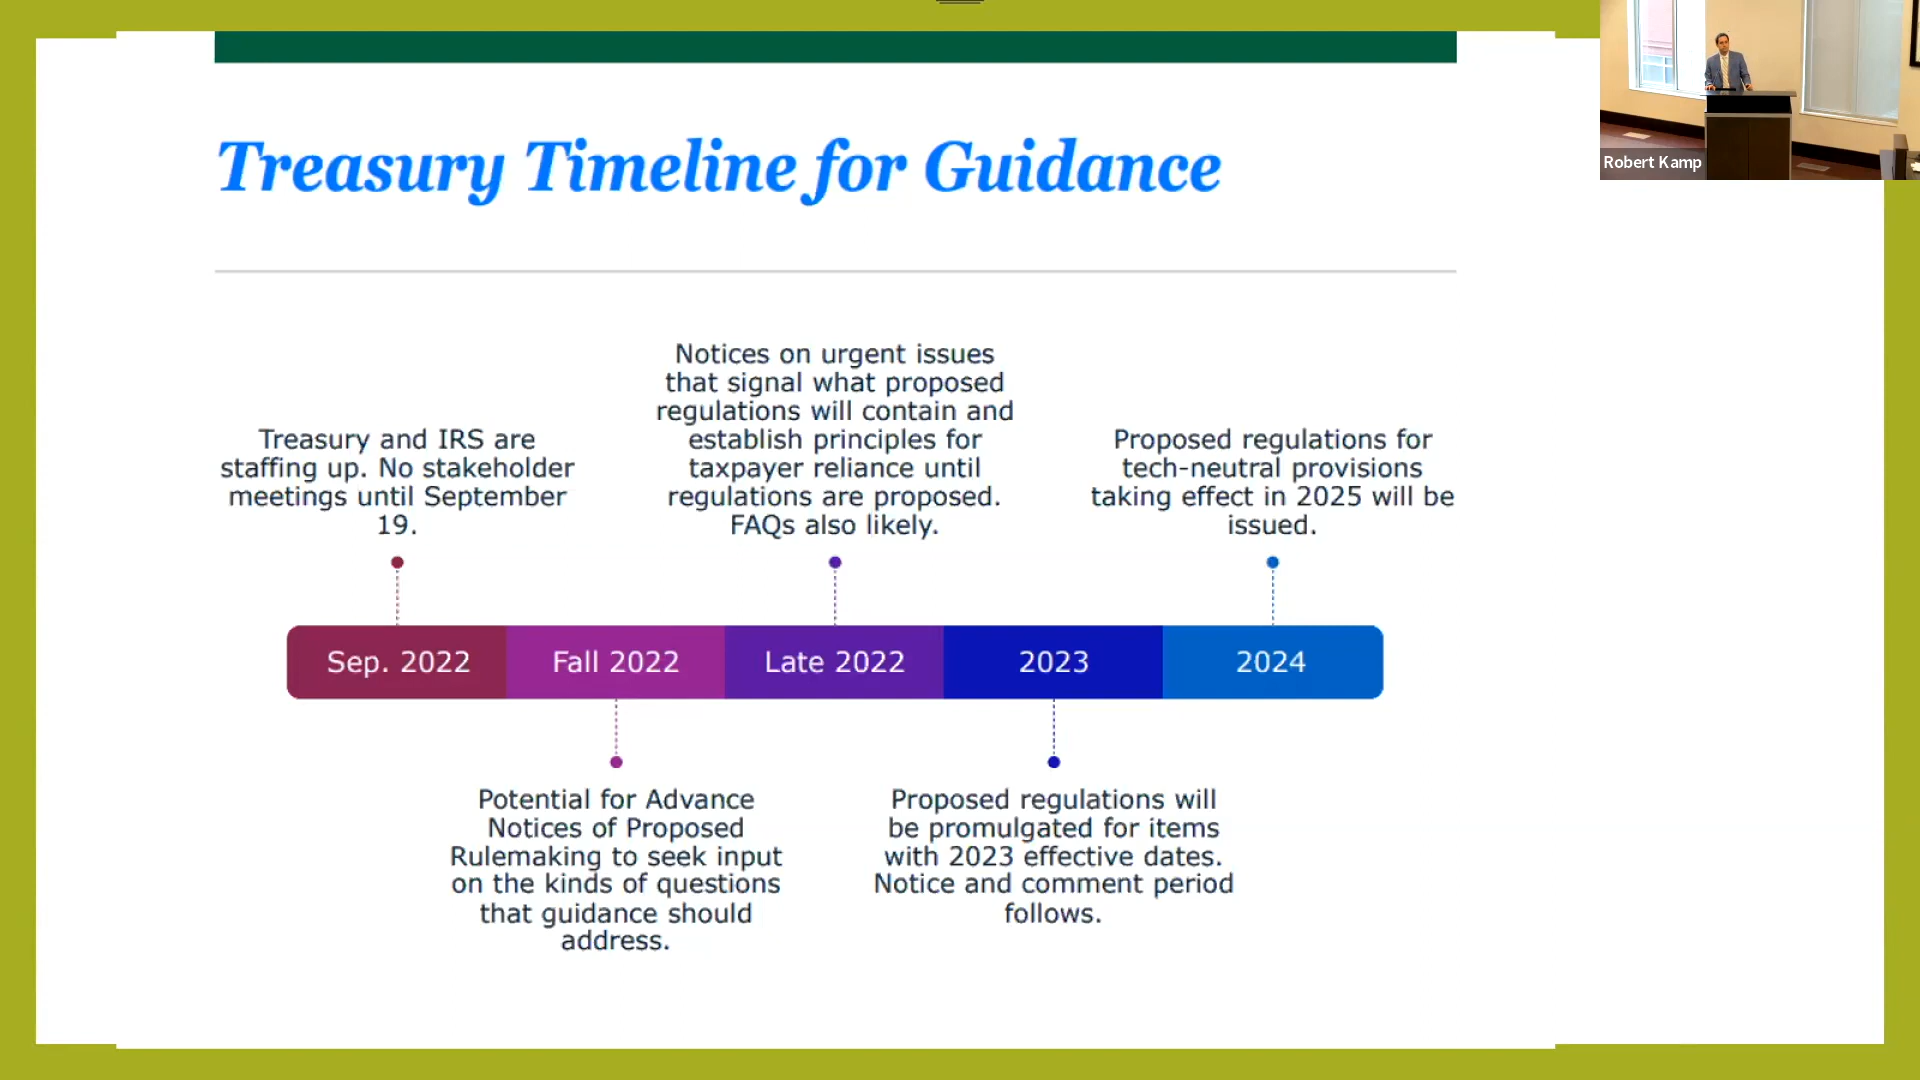 Robert Kamp
Treasury Timeline for Guidance
Treasury and IRS are
staffing up. No stakeholder
meetings until September
19.
Notices on urgent issues
that signal what proposed
regulations will contain and
establish principles for
taxpayer reliance until
regulations are proposed.
FAQs also likely.
Proposed regulations for
tech-neutral provisions
taking effect in 2025 will be
issued.
Sep. 2022
Fall 2022
Late 2022
2023
2024
Potential for Advance
Notices of Proposed
Rulemaking to seek input
on the kinds of questions
that guidance should
address.
Proposed regulations will
be promulgated for items
with 2023 effective dates.
Notice and comment period
follows.